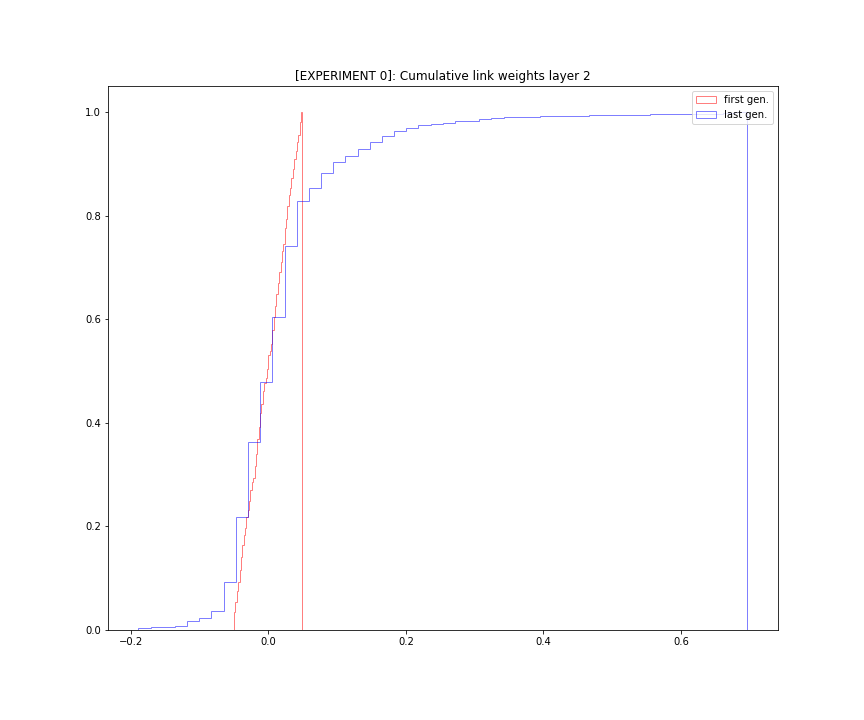 [EXPERIMENT 0]: Cumulative link weights layer 2
first gen.
last gen.
1.0
0.8
0.6
0.4
0.2
0.0
−0.2 0.0 0.2 0.4 0.6